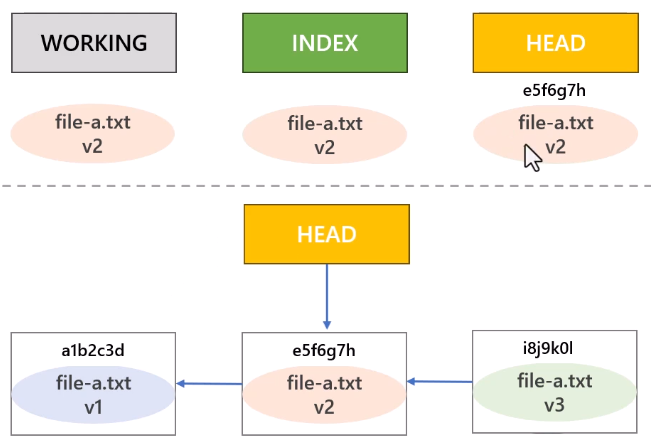 WORKING
INDEX
HEAD
e5f6g7h
file-a.txt
v2
file-a.txt
v2
file-a.txt
v2
HEAD
a1b2c3d
file-a.txt
v1
e5f6g7h
file-a.txt
v2
i8j9k0l
file-a.txt
v3